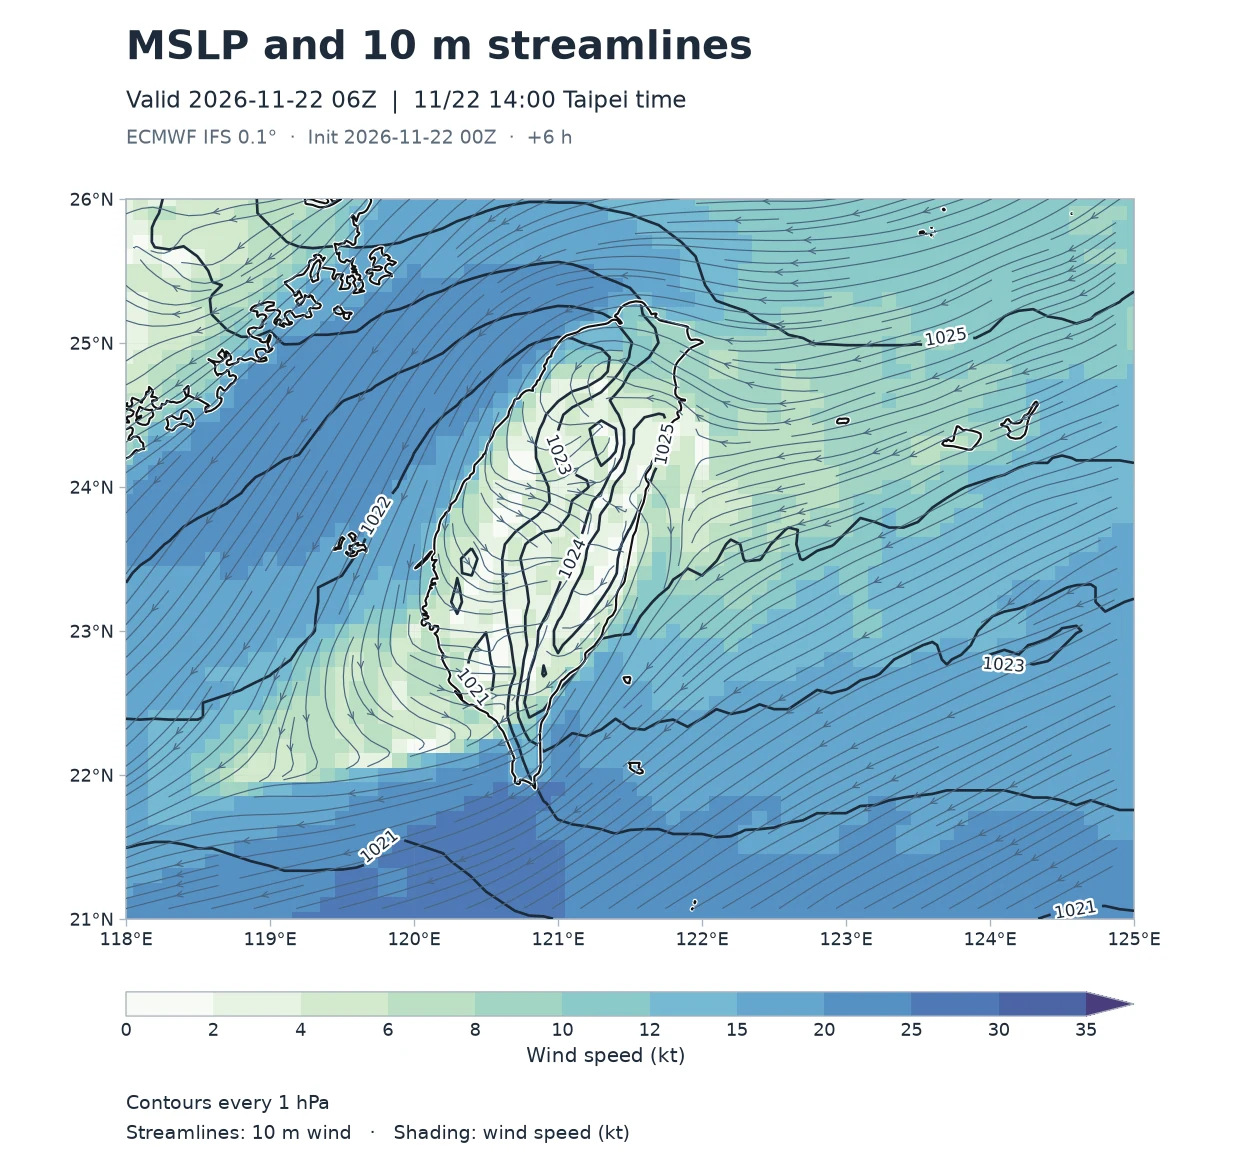 MSLP and 10 m streamlines
Valid 2026-11-22 06Z | 11/22 14:00 Taipei time
ECMWF IFS 0.1° · Init 2026-11-22 00Z · +6 h
26°N
25°N
1025
1025
1023
24°N
1022
1024
23°N
1023
1021
22°N
1021
1021
21°N
118°E 119°E 120°E 121°E 122°E 123°E 124°E 125°E
0 2 4 6 8 10 12 15 20 25 30 35
Wind speed (kt)
Contours every 1 hPa
Streamlines: 10 m wind · Shading: wind speed (kt)